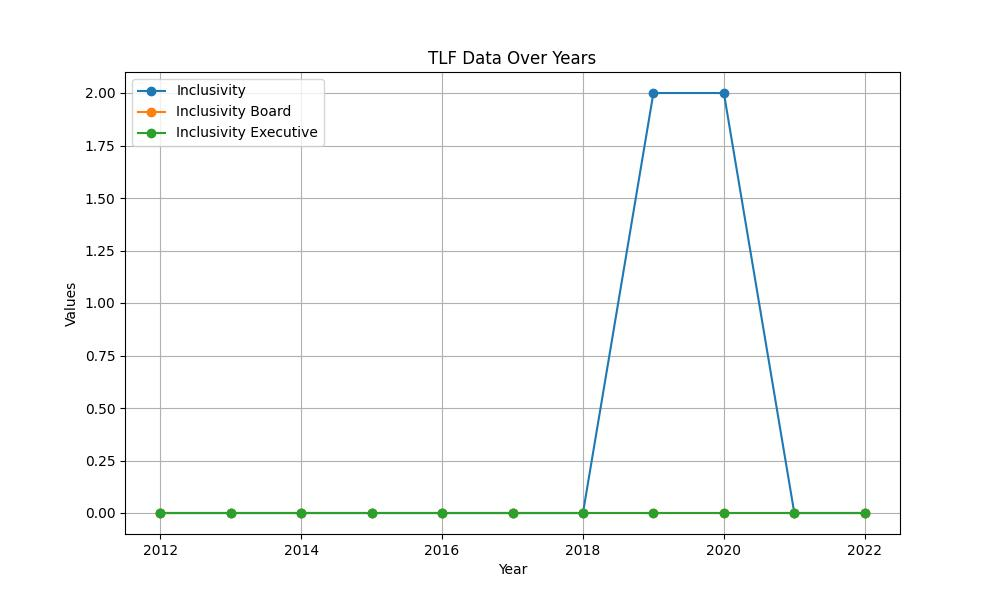 TLF Data Over Years
Inclusivity
Inclusivity Board
Inclusivity Executive
2.00
1.75
1.50
1.25
1.00
0.75
0.50
0.25
0.00
Values
2012 2014 2016 2018 2020 2022
Year